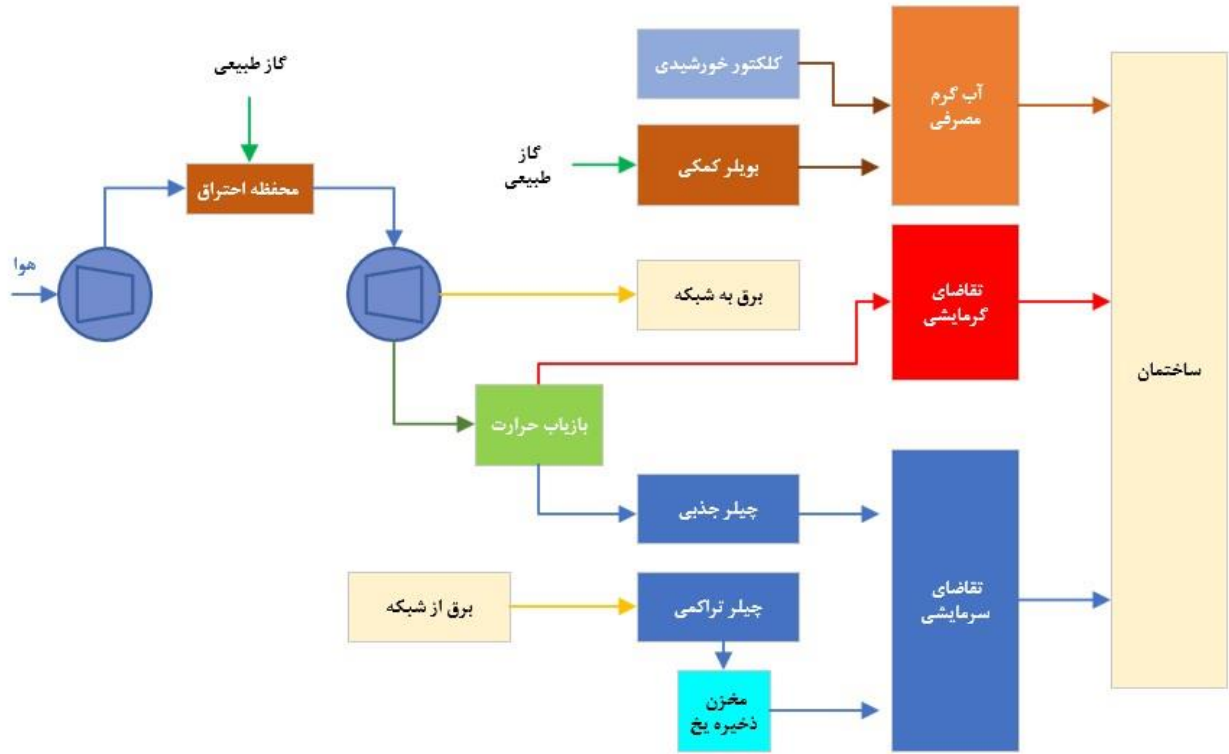 گاز طبیعی
کلکتور خورشیدی
آب گرم
مصرفی
محفظه احتراق
گاز
طبیعی
بویلر کمکی
هوا
برق به شبکه
تقاضای
گرمایشی
ساختمان
بازیاب حرارت
چیلر جذبی
برق از شبکه
چیلر تراکمی
تقاضای
سرمایشی
مخزن
ذخیره یخ